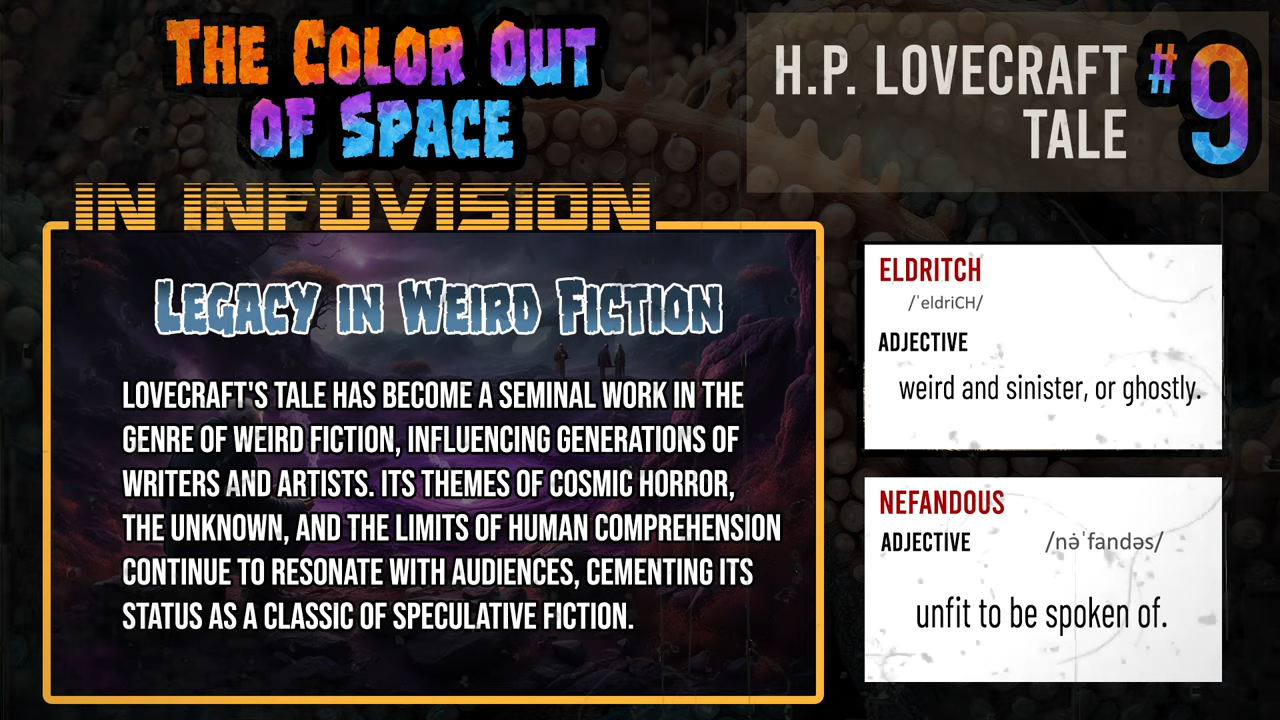 The Color Out
of Space
H.P. LOVECRAFT #9
TALE
IN INFOVISION
Legacy in Weird Fiction
LOVECRAFT'S TALE HAS BECOME A SEMINAL WORK IN THE
GENRE OF WEIRD FICTION, INFLUENCING GENERATIONS OF
WRITERS AND ARTISTS. ITS THEMES OF COSMIC HORROR,
THE UNKNOWN, AND THE LIMITS OF HUMAN COMPREHENSION
CONTINUE TO RESONATE WITH AUDIENCES, CEMENTING ITS
STATUS AS A CLASSIC OF SPECULATIVE FICTION.
ELDRITCH
/ˈeldriCH/
ADJECTIVE
weird and sinister, or ghostly.
NEFANDOUS
ADJECTIVE /nə̇ˈfandəs/
unfit to be spoken of.